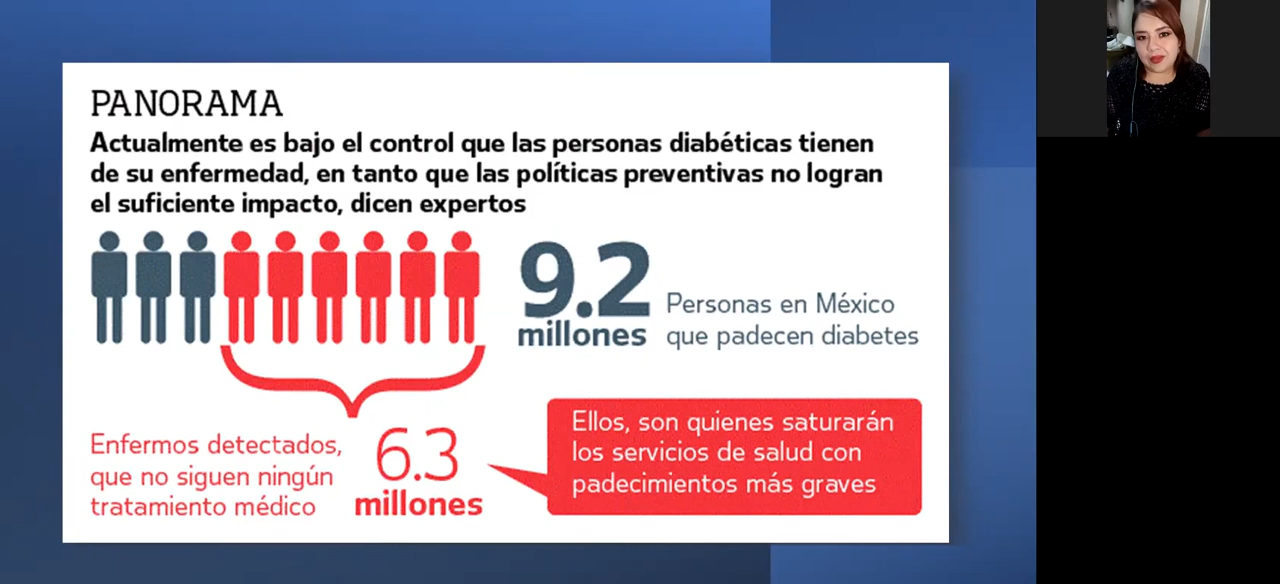 PANORAMA
Actualmente es bajo el control que las personas diabéticas tienen
de su enfermedad, en tanto que las políticas preventivas no logran
el suficiente impacto, dicen expertos
9.2
millones
Personas en México
que padecen diabetes
Enfermos detectados,
que no siguen ningún
tratamiento médico
6.3
millones
Ellos, son quienes saturarán
los servicios de salud con
padecimientos más graves